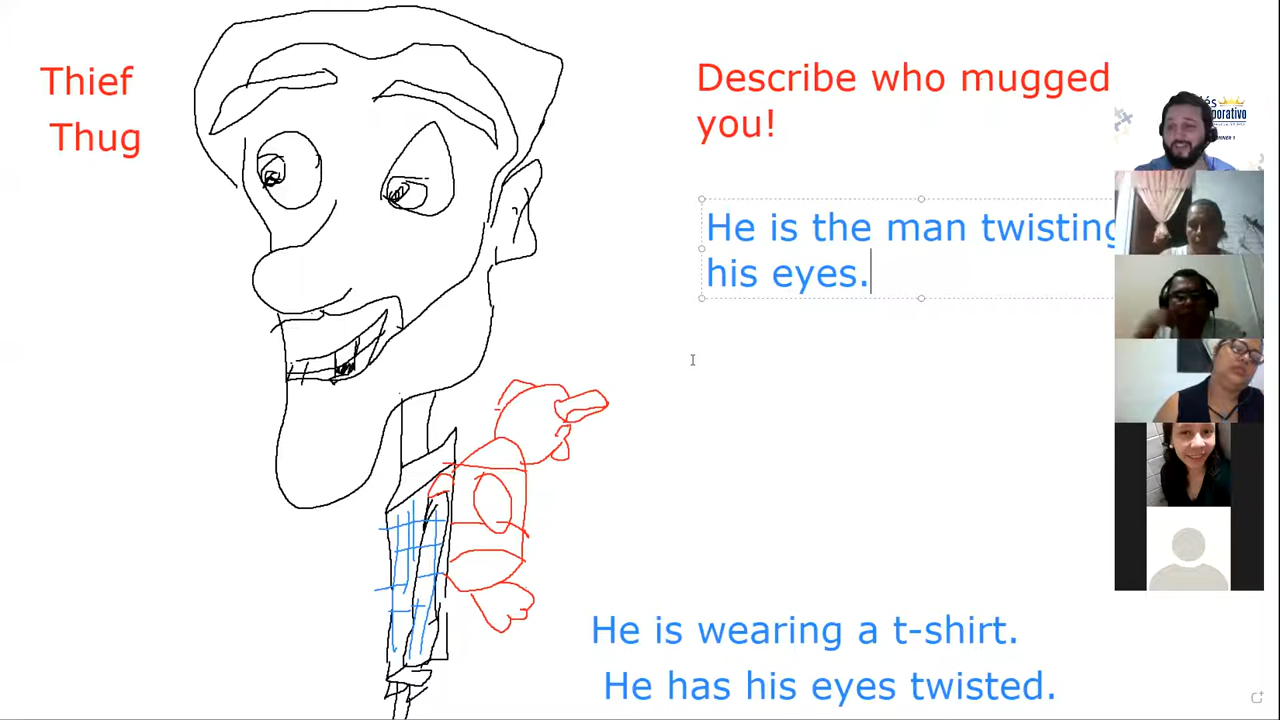 Thief
Thug
Describe who mugged
you!
He is the man twisting
his eyes.
He is wearing a t-shirt.
He has his eyes twisted.